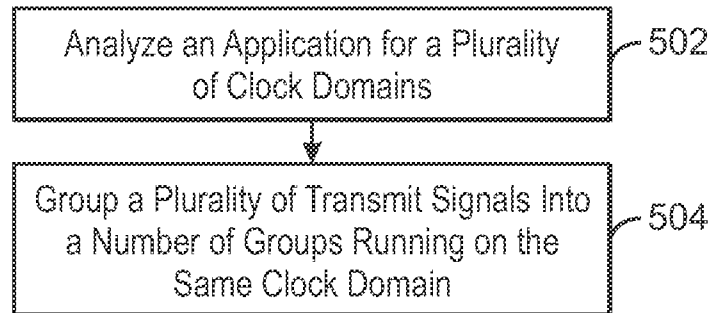 Analyze an Application for a Plurality
of Clock Domains
502
Group a Plurality of Transmit Signals Into
a Number of Groups Running on the
Same Clock Domain
504